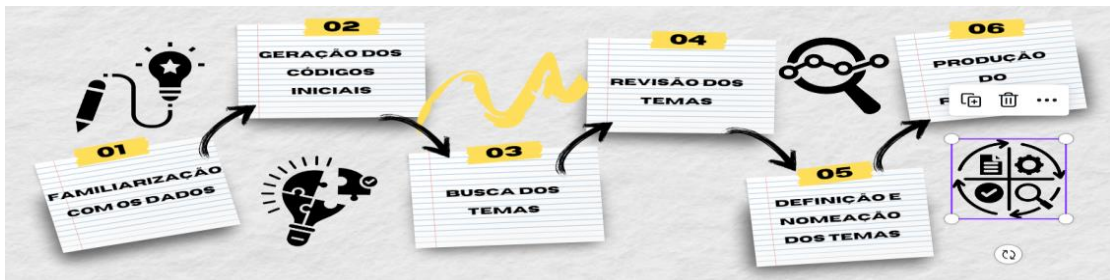 01
FAMILIARIZAÇÃO
COM OS DADOS
02
GERAÇÃO DOS
CÓDIGOS
INICIAIS
03
BUSCA DOS
TEMAS
04
REVISÃO DOS
TEMAS
05
DEFINIÇÃO E
NOMEAÇÃO
DOS TEMAS
06
PRODUÇÃO
DO